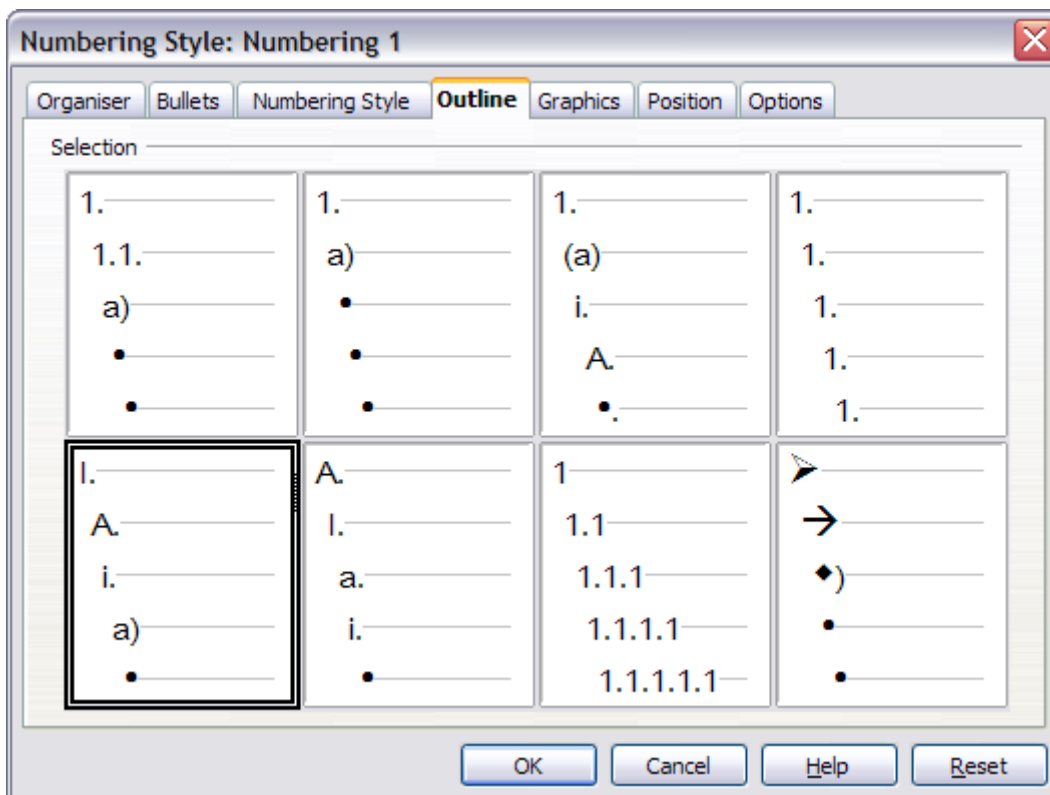 Numbering Style: Numbering 1
Organiser Bullets Numbering Style Outline Graphics Position Options
Selection
1.
1.1.
a)
•
•
1.
a)
•
•
•
1.
(a)
i.
A.
•.
1.
1.
1.
1.
1.
I.
A.
i.
a)
•
A.
I.
a.
i.
•
1
1.1
1.1.1
1.1.1.1
1.1.1.1.1
➢
→
◆)
•
•
OK Cancel Help Reset